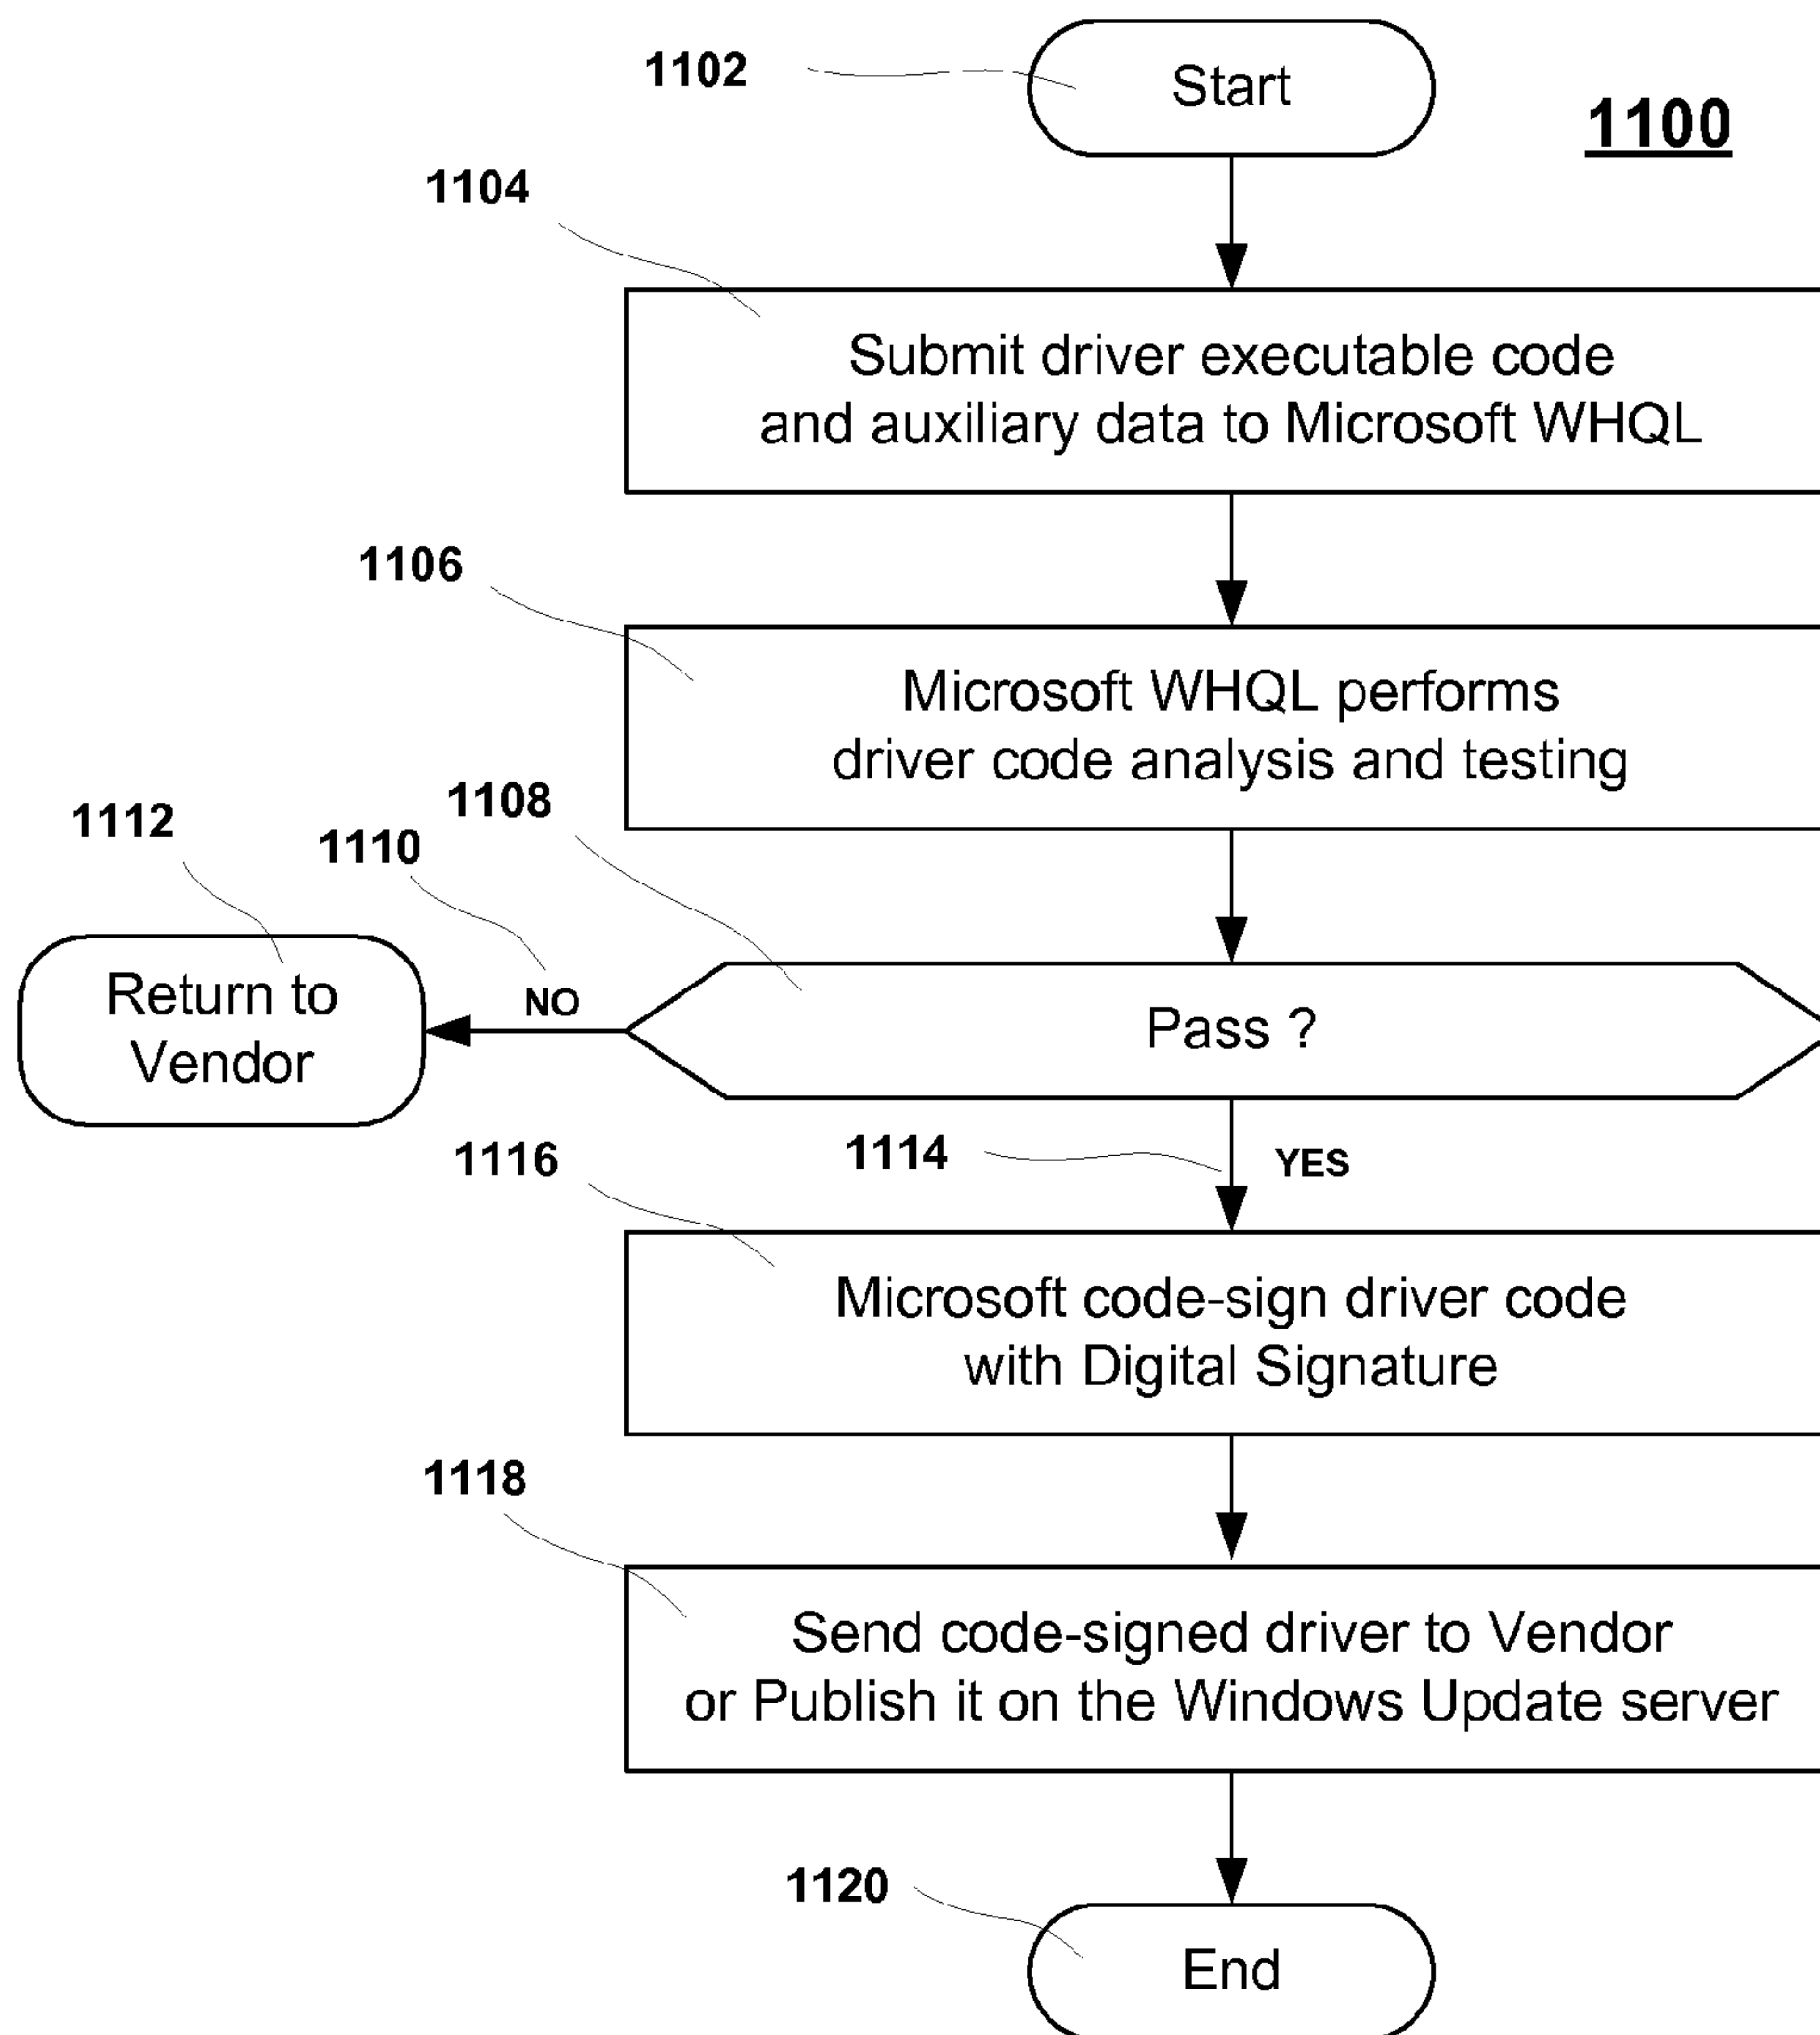 1102
Start
1100
1104
Submit driver executable code
and auxiliary data to Microsoft WHQL
1106
Microsoft WHQL performs
driver code analysis and testing
1108
1112
1110
Return to
Vendor
NO
Pass ?
1116
1114
YES
Microsoft code-sign driver code
with Digital Signature
1118
Send code-signed driver to Vendor
or Publish it on the Windows Update server
1120
End